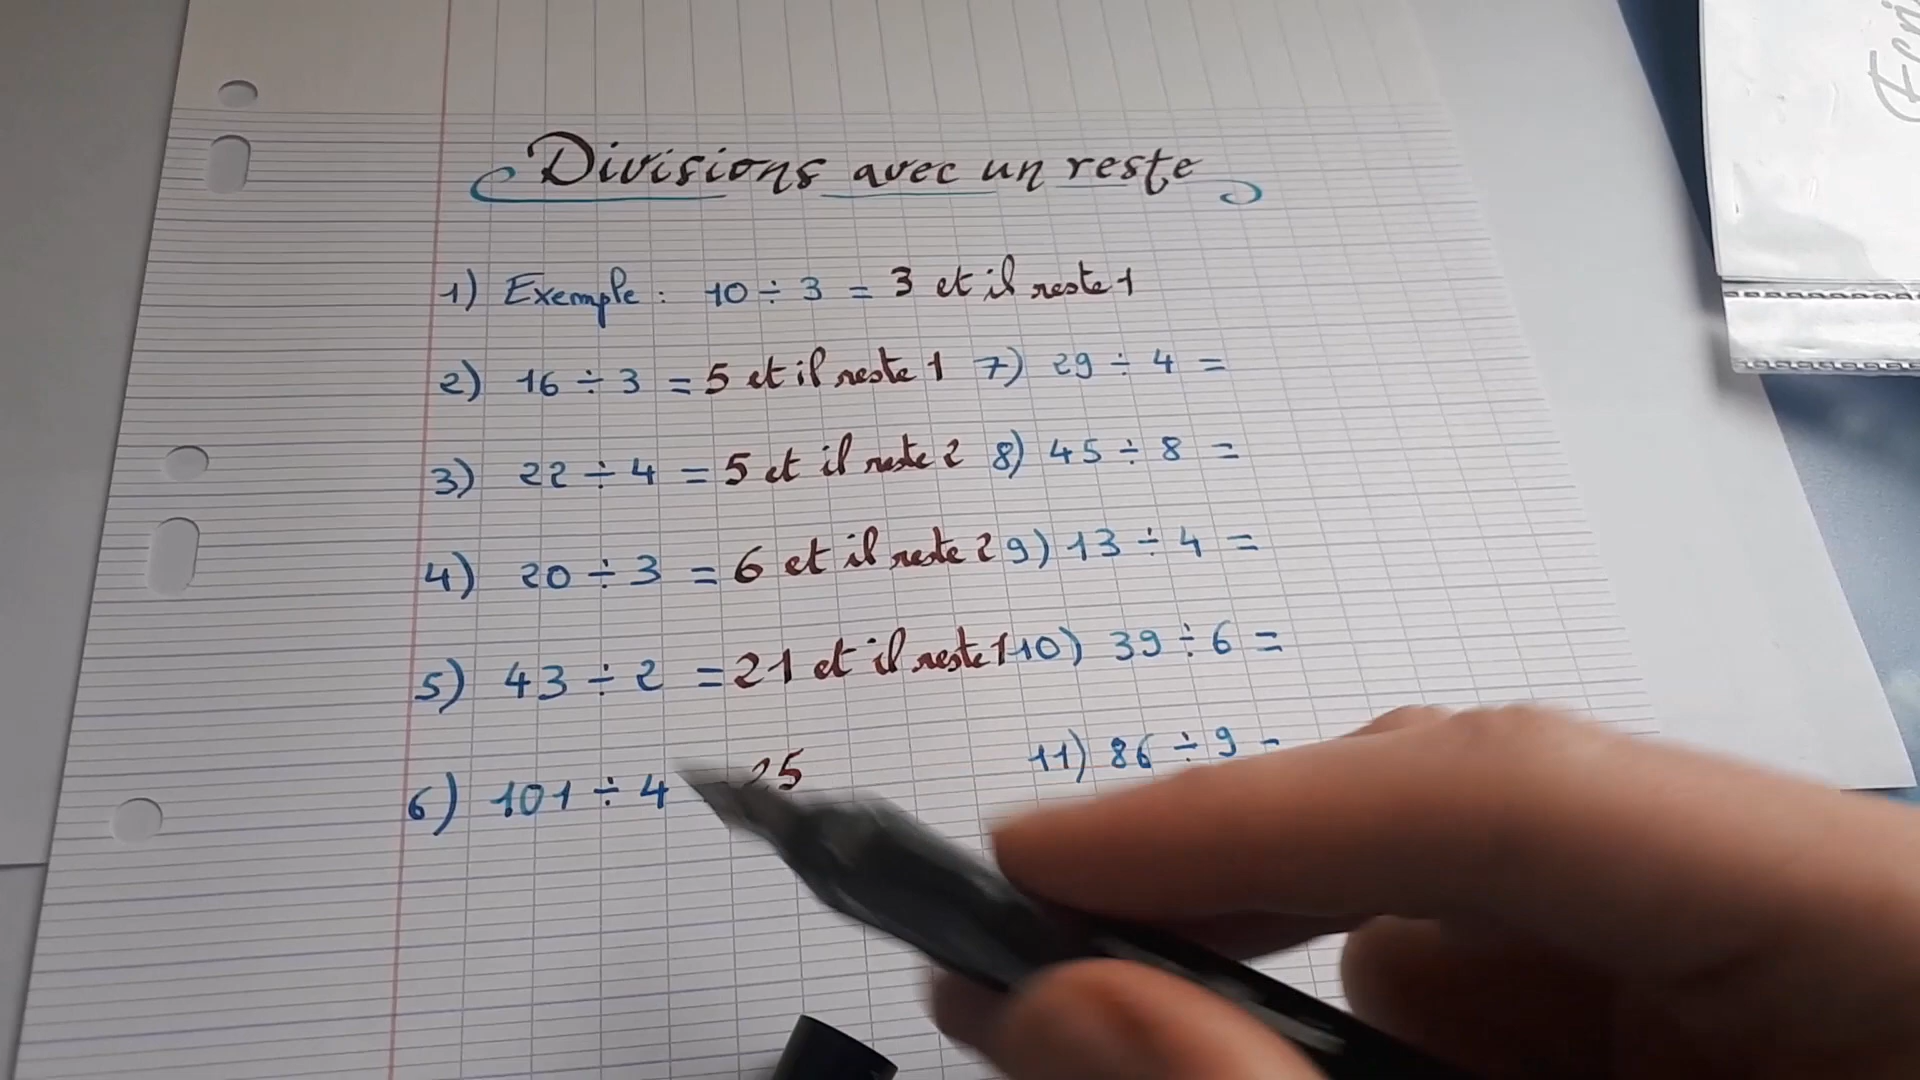 Divisions avec un reste
1) Exemple : 10 ÷ 3 = 3 et il reste 1
2) 16 ÷ 3 = 5 et il reste 1 7) 29 ÷ 4 =
3) 22 ÷ 4 = 5 et il reste 2 8) 45 ÷ 8 =
4) 20 ÷ 3 = 6 et il reste 2 9) 13 ÷ 4 =
5) 43 ÷ 2 = 21 et il reste 1 10) 39 ÷ 6 =
6) 101 ÷ 4 25 11) 86 ÷ 9 =